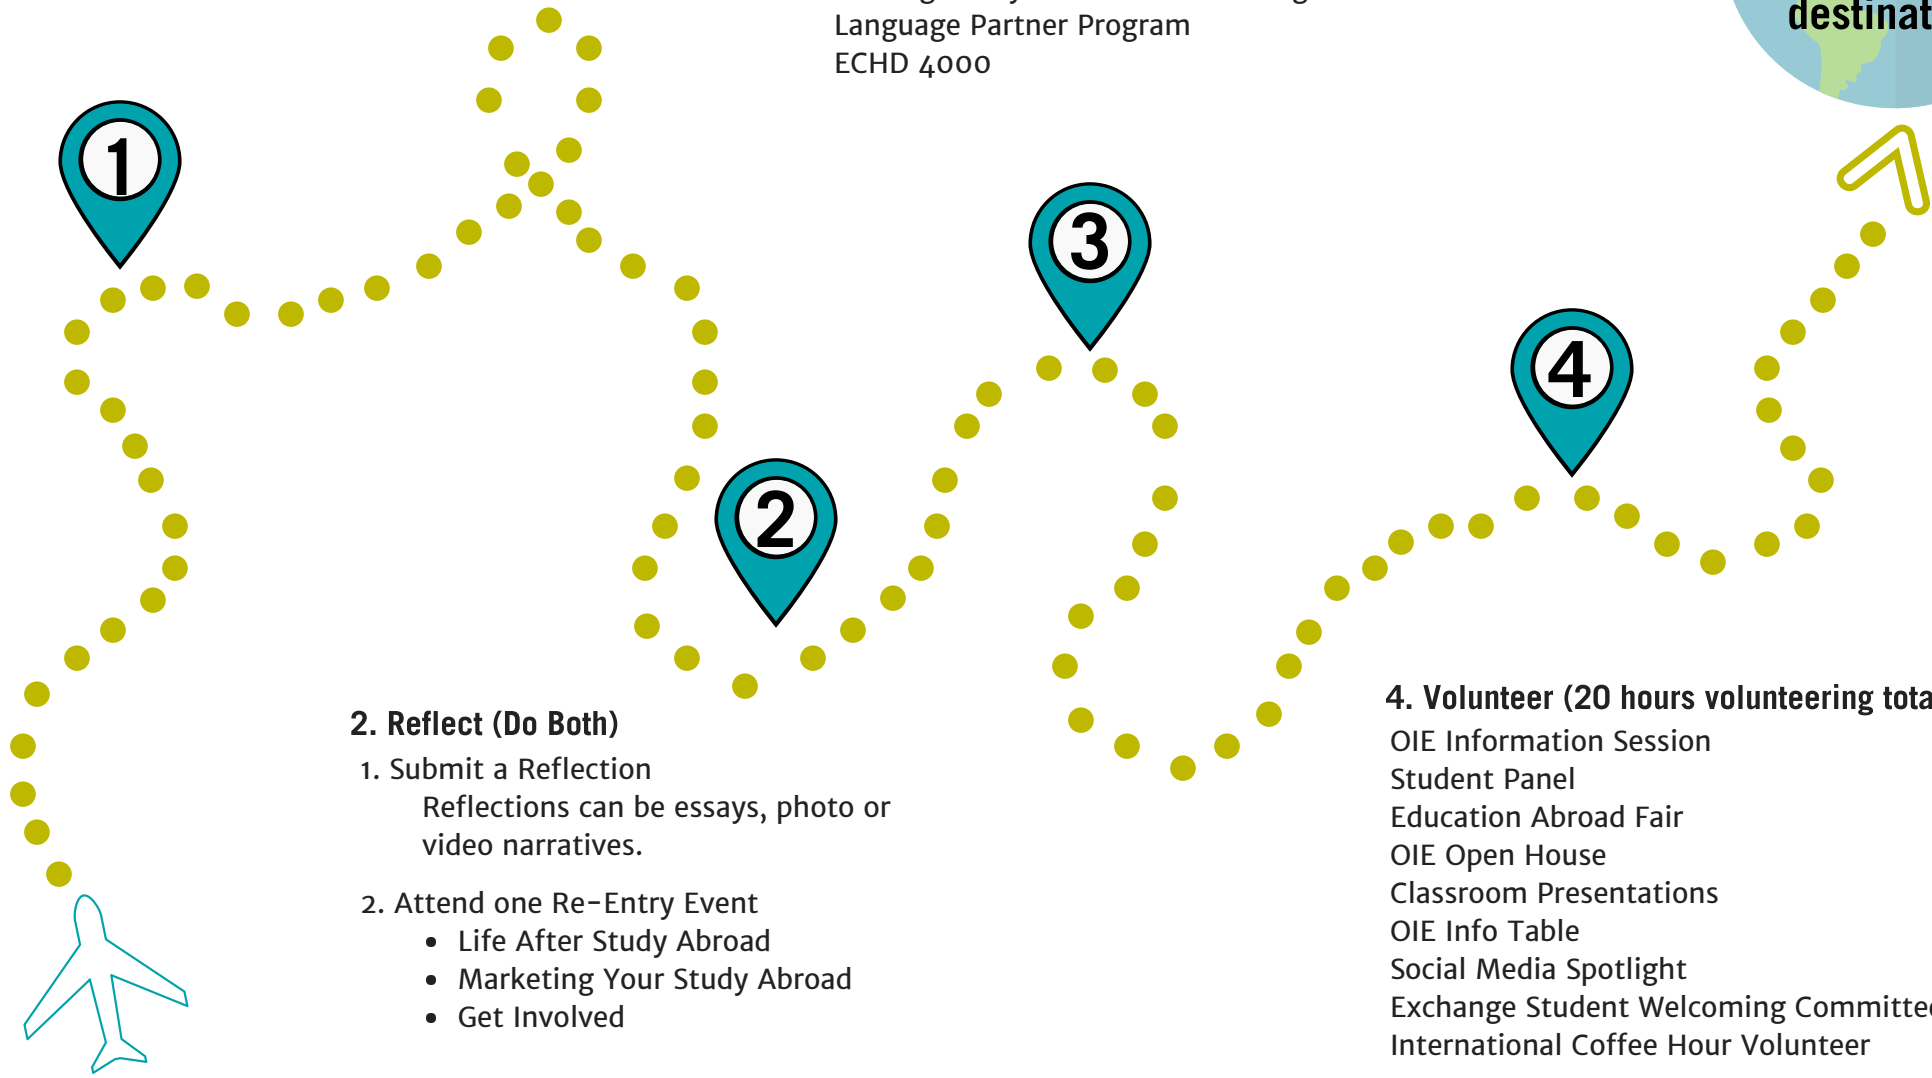 Language Partner Program
ECHD 4000
1
3
4
2
2. Reflect (Do Both)
1. Submit a Reflection
Reflections can be essays, photo or
video narratives.
2. Attend one Re-Entry Event
• Life After Study Abroad
• Marketing Your Study Abroad
• Get Involved
4. Volunteer (20 hours volunteering
OIE Information Session
Student Panel
Education Abroad Fair
OIE Open House
Classroom Presentations
OIE Info Table
Social Media Spotlight
Exchange Student Welcoming
International Coffee Hour Volunteer